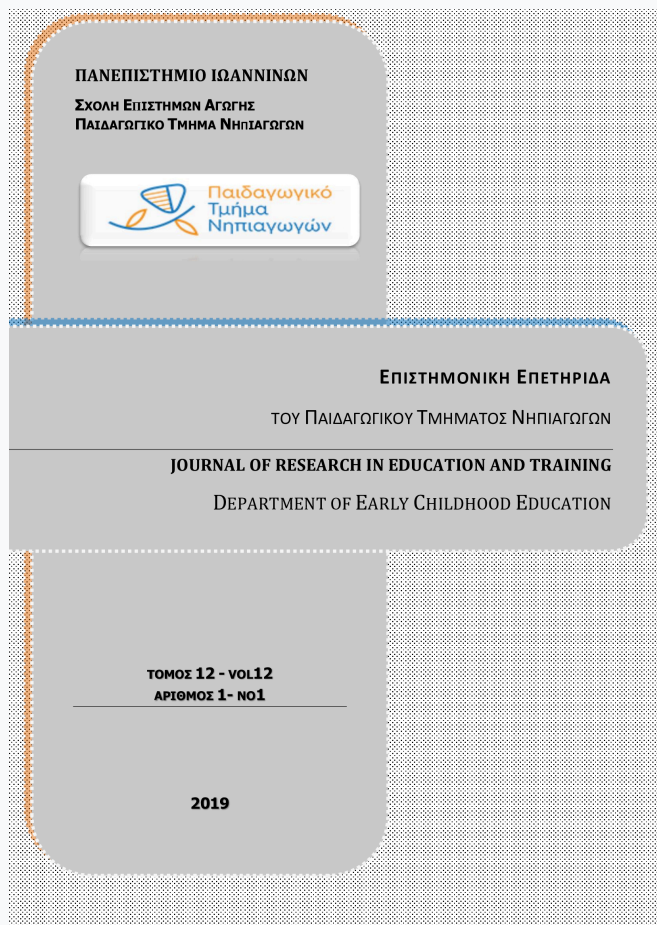 ΠΑΝΕΠΙΣΤΗΜΙΟ ΙΩΑΝΝΙΝΩΝ
ΣΧΟΛΗ ΕΠΙΣΤΗΜΩΝ ΑΓΩΓΗΣ
ΠΑΙΔΑΓΩΓΙΚΟ ΤΜΗΜΑ ΝΗΠΙΑΓΩΓΩΝ
Παιδαγωγικό
Τμήμα
Νηπιαγωγών
ΕΠΙΣΤΗΜΟΝΙΚΗ ΕΠΕΤΗΡΙΔΑ
ΤΟΥ ΠΑΙΔΑΓΩΓΙΚΟΥ ΤΜΗΜΑΤΟΣ ΝΗΠΙΑΓΩΓΩΝ
JOURNAL OF RESEARCH IN EDUCATION AND TRAINING
DEPARTMENT OF EARLY CHILDHOOD EDUCATION
ΤΟΜΟΣ 12 - VOL12
ΑΡΙΘΜΟΣ 1- NO1
2019